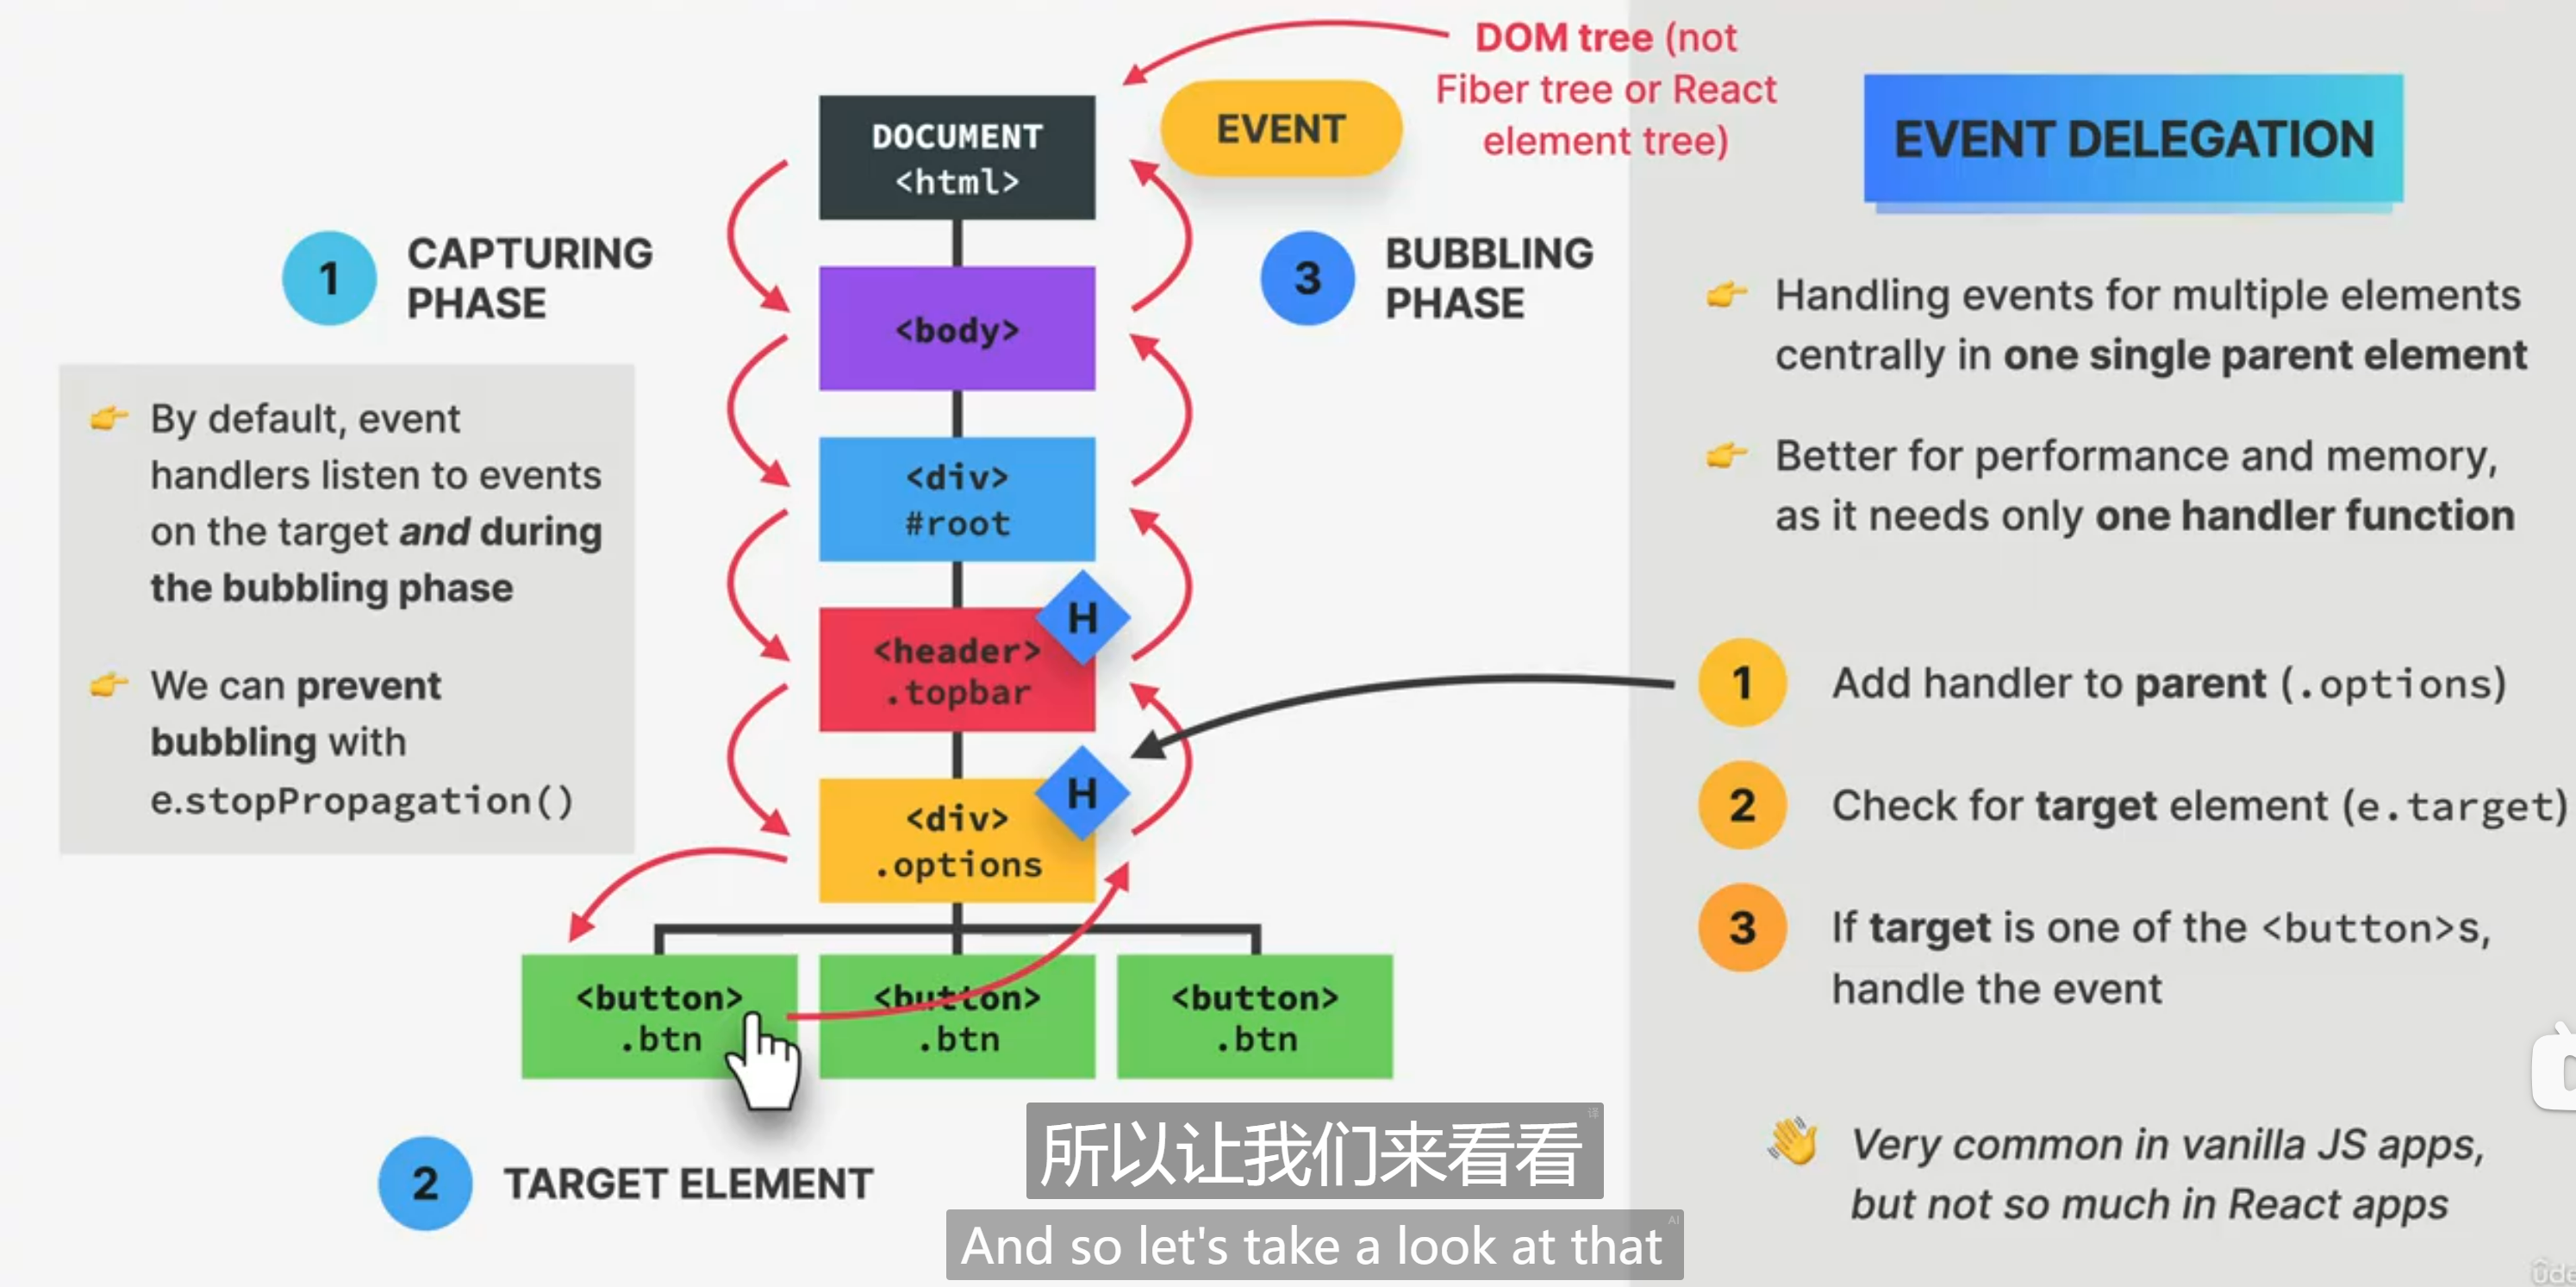 DOM tree (not
Fiber tree or React
element tree)
EVENT
DOCUMENT
<html>
1
CAPTURING
PHASE
3
BUBBLING
PHASE
<body>
By default, event
handlers listen to events
on the target and during
the bubbling phase
We can prevent
bubbling with
e.stopPropagation()
<div>
#root
H
<header>
.topbar
H
<div>
.options
<button>
.btn
<button>
.btn
<button>
.btn
2
TARGET ELEMENT
EVENT DELEGATION
Handling events for multiple elements
centrally in one single parent element
Better for performance and memory,
as it needs only one handler function
1
Add handler to parent (.options)
2
Check for target element (e.target)
3
If target is one of the <button>s,
handle the event
Very common in vanilla JS apps,
but not so much in React apps
译
所以让我们来看看
AI
And so let's take a look at that